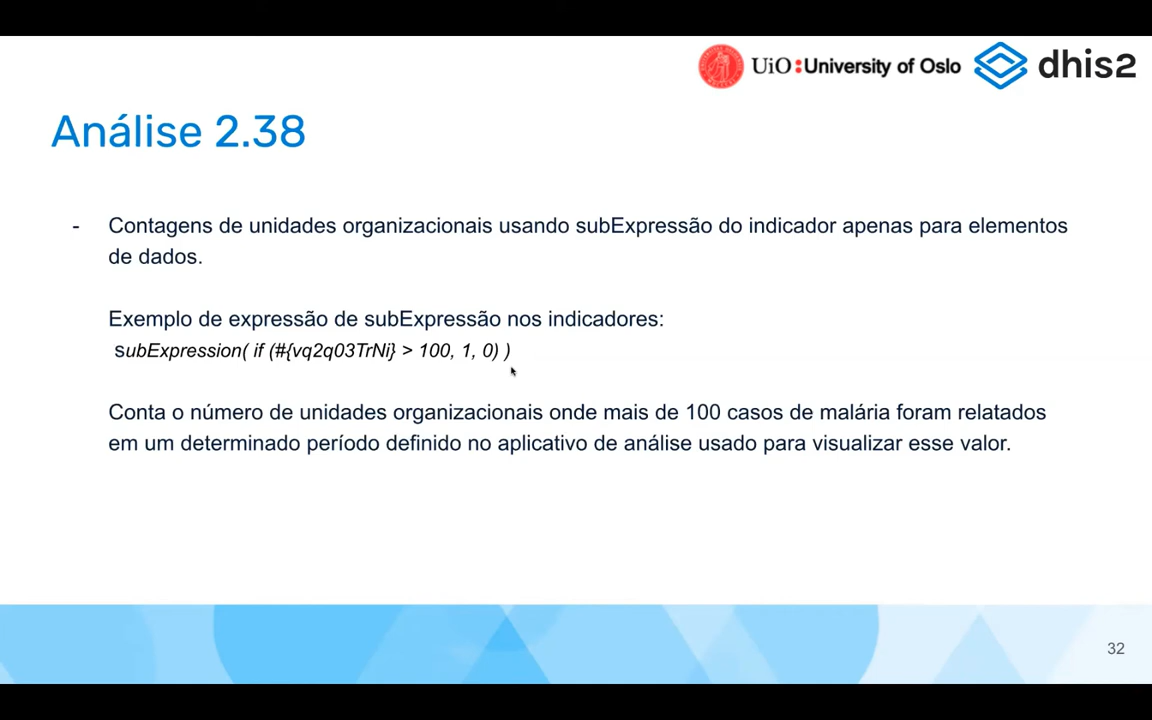 UiO:University of Oslo
dhis2
Análise 2.38
- Contagens de unidades organizacionais usando subExpressão do indicador apenas para elementos
de dados.
Exemplo de expressão de subExpressão nos indicadores:
subExpression( if (#{vq2q03TrNi} > 100, 1, 0) )
Conta o número de unidades organizacionais onde mais de 100 casos de malária foram relatados
em um determinado período definido no aplicativo de análise usado para visualizar esse valor.
32